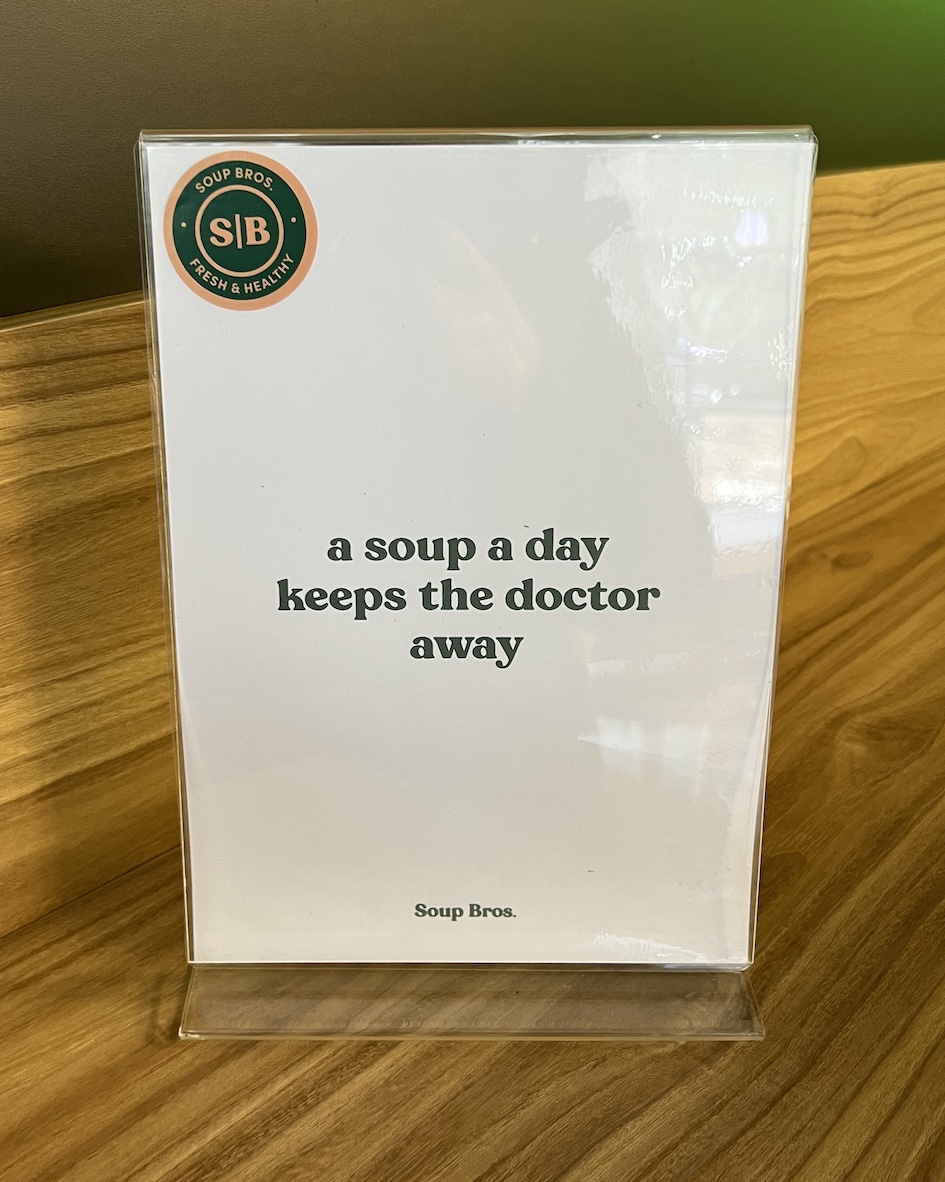 SOUP BROS.
S|B
FRESH & HEALTHY
a soup a day
keeps the doctor
away
Soup Bros.